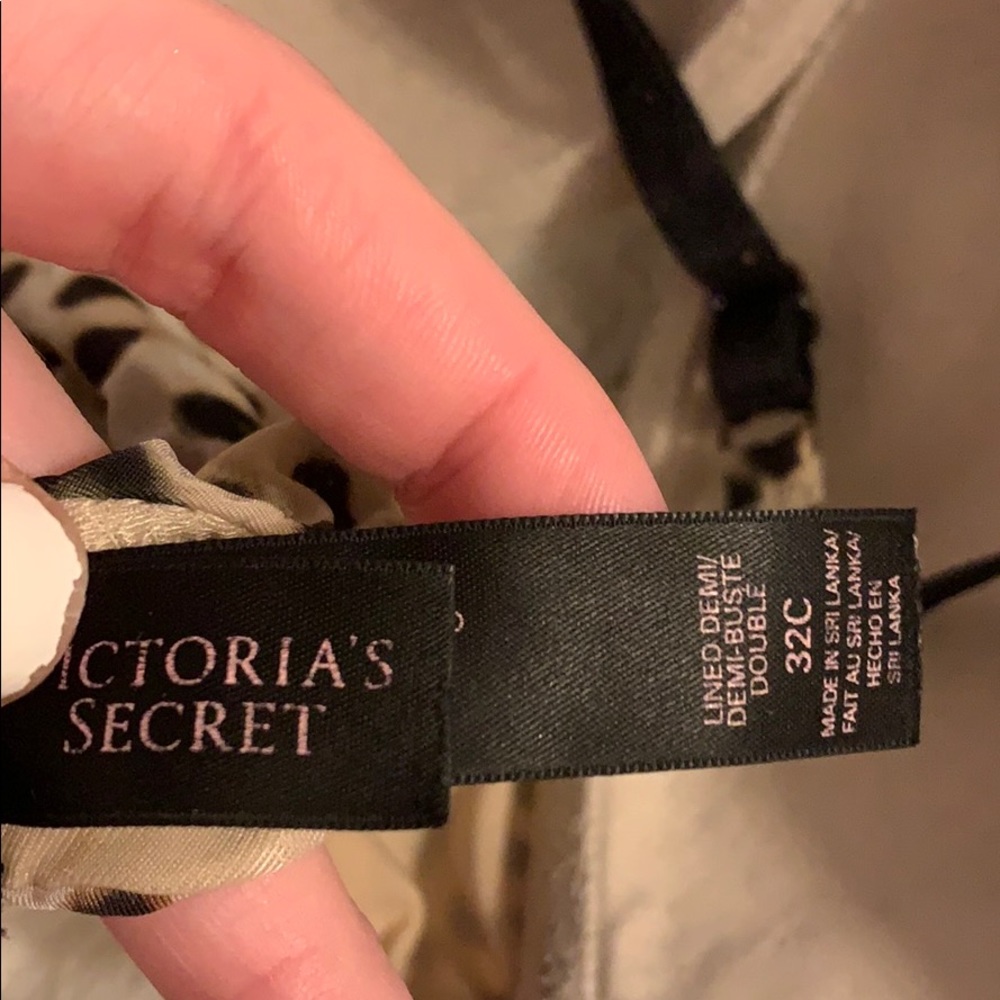 ICTORIA'S
SECRET
LINED DEMI/
DEMI-BUSTE
DOUBLÉ
32C
MADE IN SRI LANKA/
FAIT AU SRI LANKA/
HECHO EN
SRI LANKA